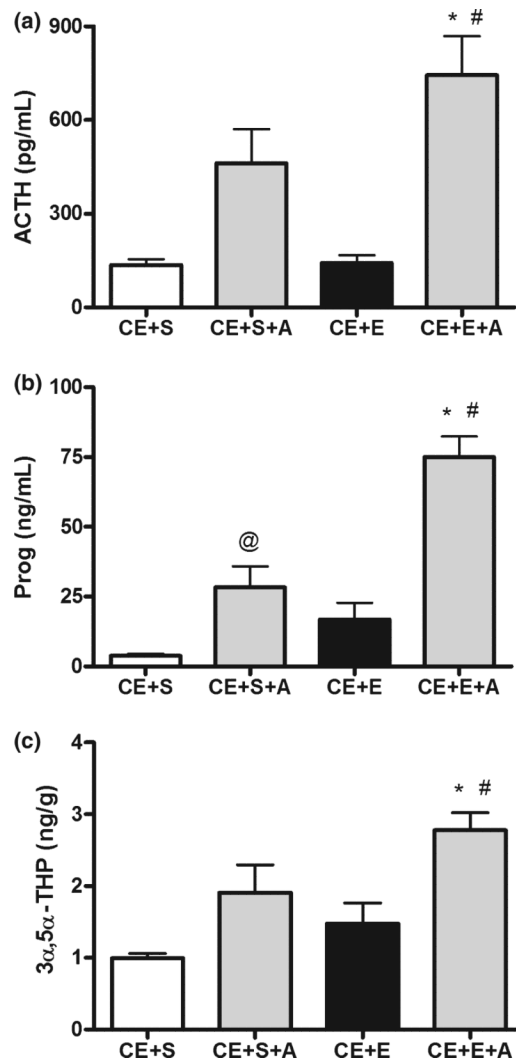 (a)
ACTH (pg/mL)
900
600
300
0
* #
CE+S CE+S+A CE+E CE+E+A
(b)
Prog (ng/mL)
100
75
50
25
0
@
* #
CE+S CE+S+A CE+E CE+E+A
(c)
3α,5α-THP (ng/g)
4
3
2
1
0
* #
CE+S CE+S+A CE+E CE+E+A